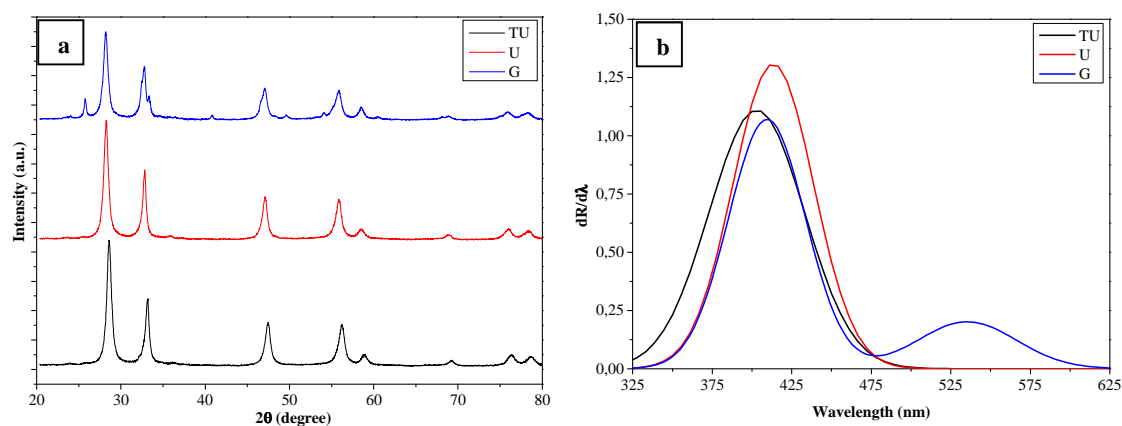 a
TU
U
G
Intensity (a.u.)
20 30 40 50 60 70 80
2θ (degree)
b
TU
U
G
1,50
1,25
1,00
0,75
0,50
0,25
0,00
dR/dλ
325 375 425 475 525 575 625
Wavelength (nm)